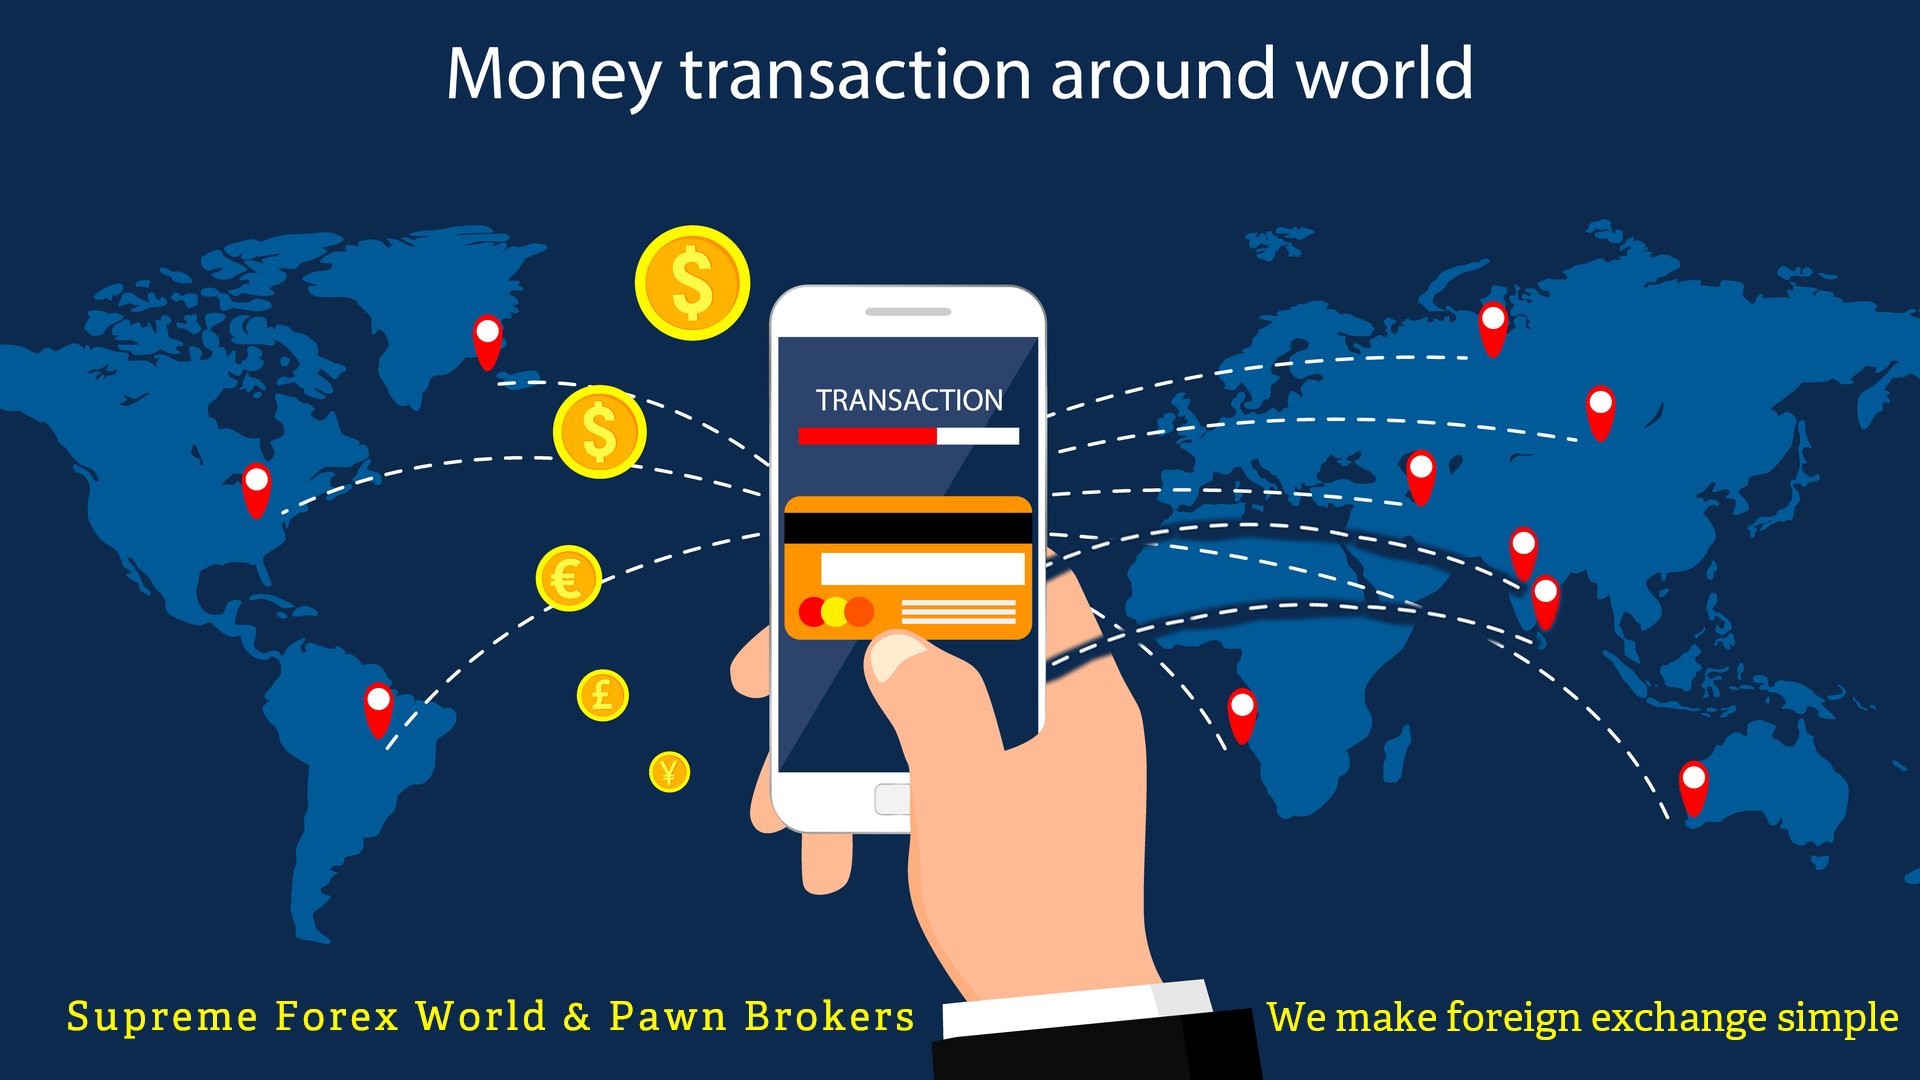 Money transaction around world
$
$
TRANSACTION
€
£
¥
Supreme Forex World & Pawn Brokers
We make foreign exchange simple